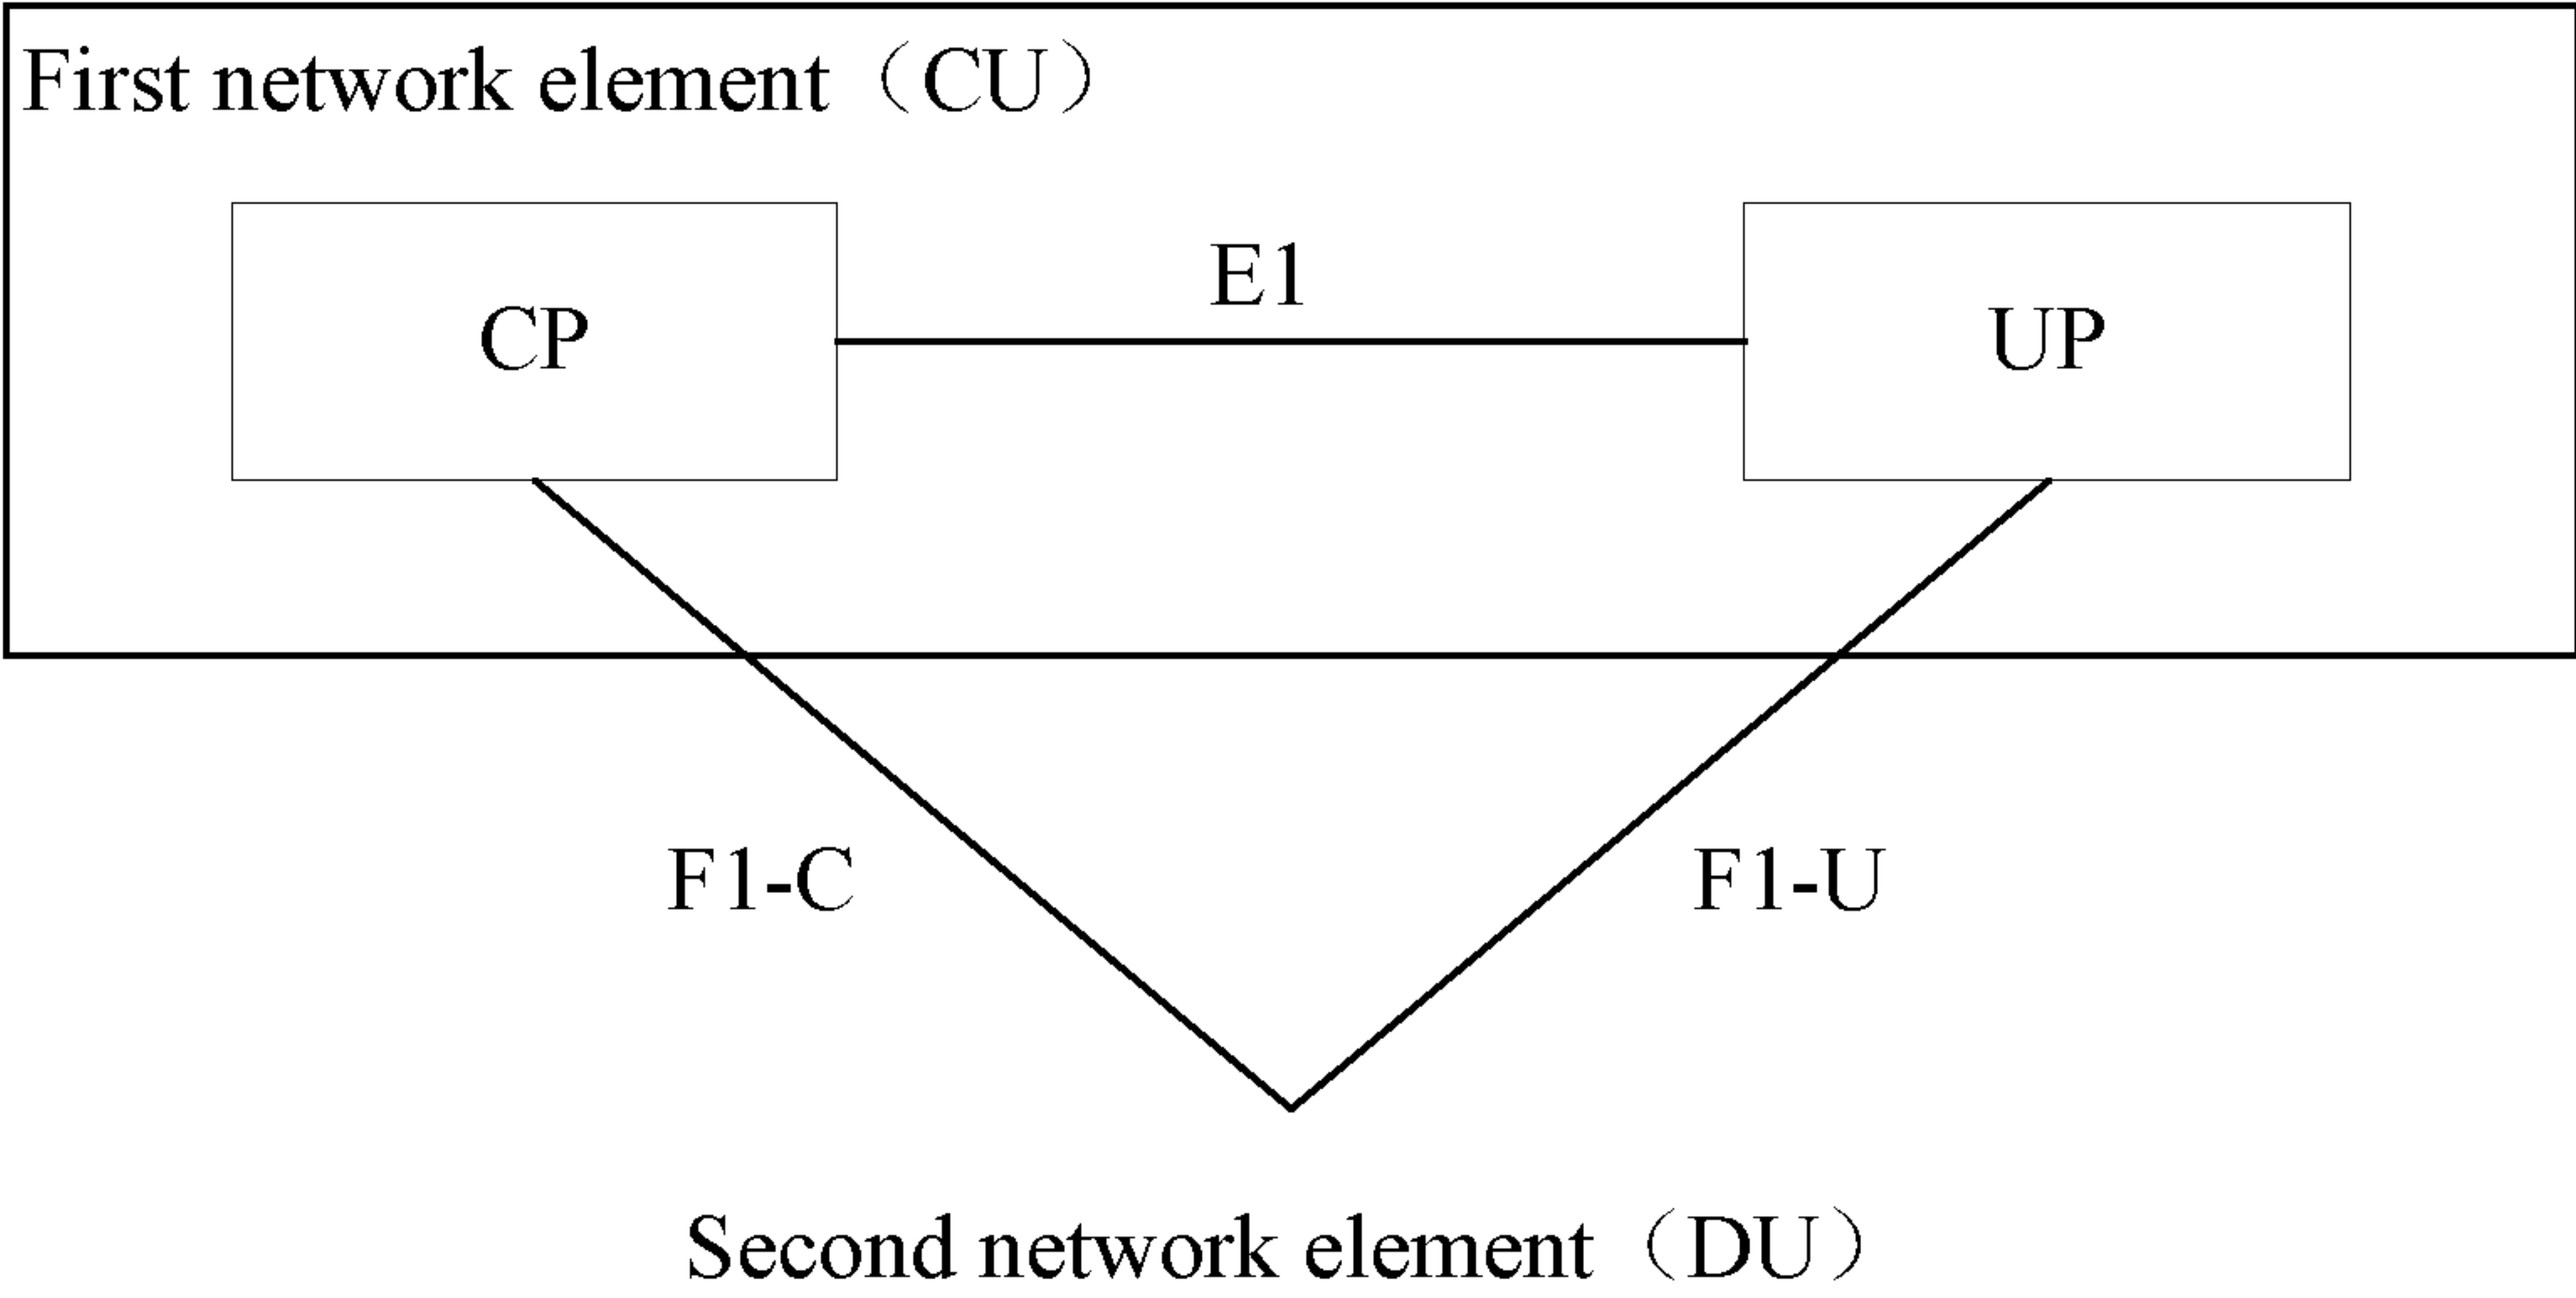 First network element（CU）
E1
CP
UP
F1-C
F1-U
Second network element（DU）